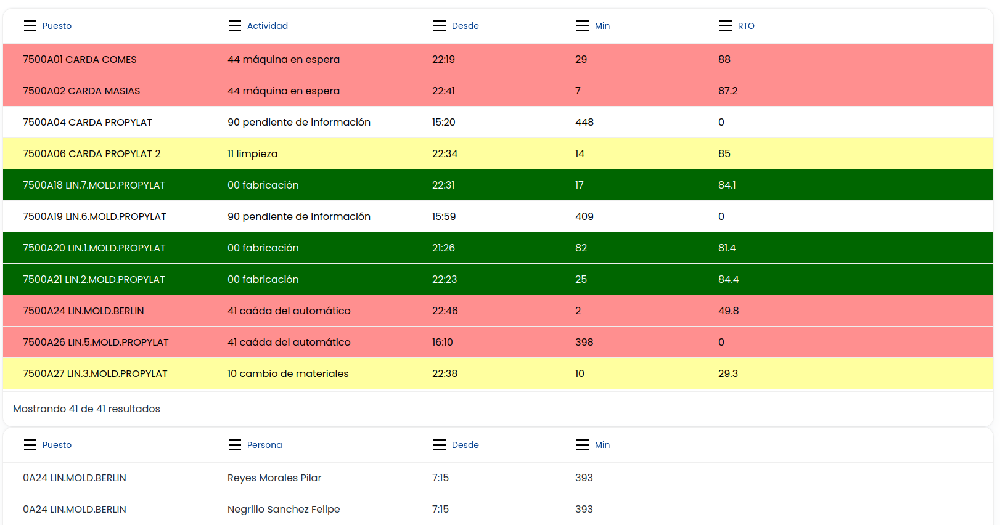 Puesto Actividad Desde Min RTO
7500A01 CARDA COMES 44 máquina en espera 22:19 29 88
7500A02 CARDA MASIAS 44 máquina en espera 22:41 7 87.2
7500A04 CARDA PROPYLAT 90 pendiente de información 15:20 448 0
7500A06 CARDA PROPYLAT 2 11 limpieza 22:34 14 85
7500A18 LIN.7.MOLD.PROPYLAT 00 fabricación 22:31 17 84.1
7500A19 LIN.6.MOLD.PROPYLAT 90 pendiente de información 15:59 409 0
7500A20 LIN.1.MOLD.PROPYLAT 00 fabricación 21:26 82 81.4
7500A21 LIN.2.MOLD.PROPYLAT 00 fabricación 22:23 25 84.4
7500A24 LIN.MOLD.BERLIN 41 caáda del automático 22:46 2 49.8
7500A26 LIN.5.MOLD.PROPYLAT 41 caáda del automático 16:10 398 0
7500A27 LIN.3.MOLD.PROPYLAT 10 cambio de materiales 22:38 10 29.3
Mostrando 41 de 41 resultados
Puesto Persona Desde Min
0A24 LIN.MOLD.BERLIN Reyes Morales Pilar 7:15 393
0A24 LIN.MOLD.BERLIN Negrillo Sanchez Felipe 7:15 393